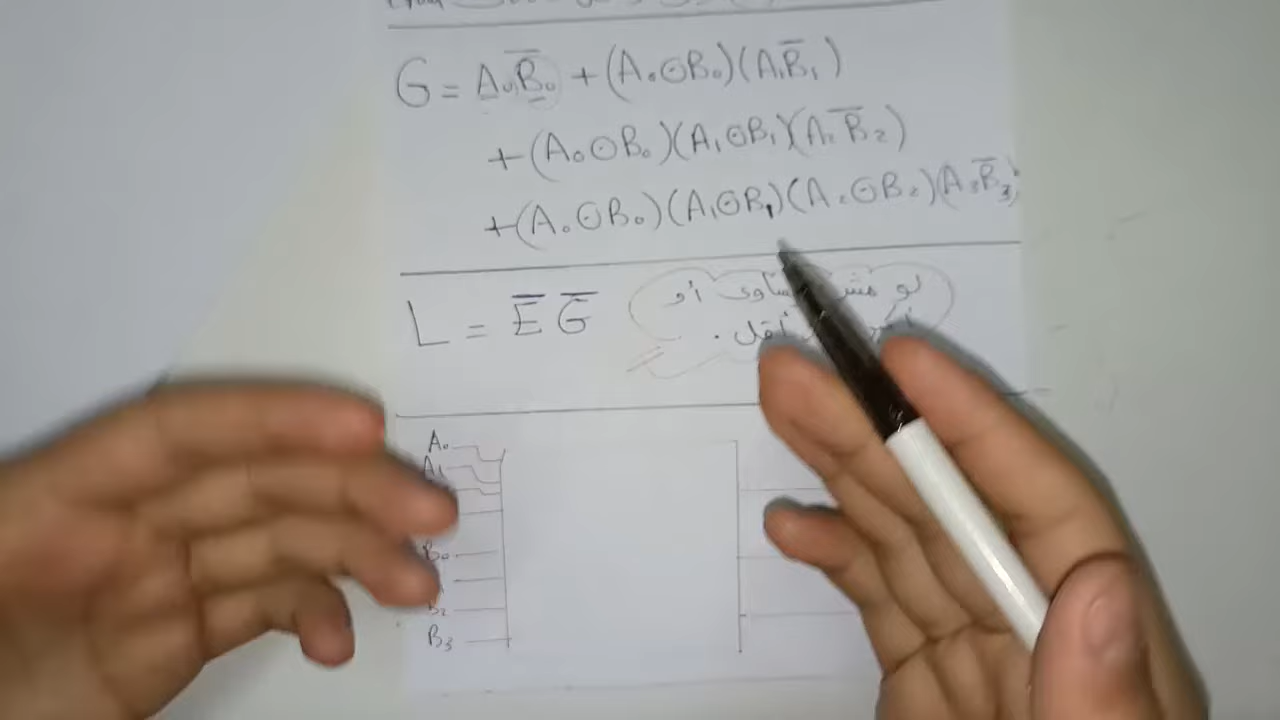 G = A₀B̅₀ + (A₀⊙B₀)(A₁B̅₁)
+(A₀⊙B₀)(A₁⊙B₁)(A₂B̅₂)
+(A₀⊙B₀)(A₁⊙B₁)(A₂⊙B₂)(A₃B̅₃)
L = E̅ G̅
لو مش أو
أقل.
A₀
A₁
B₀
B₂
B₃